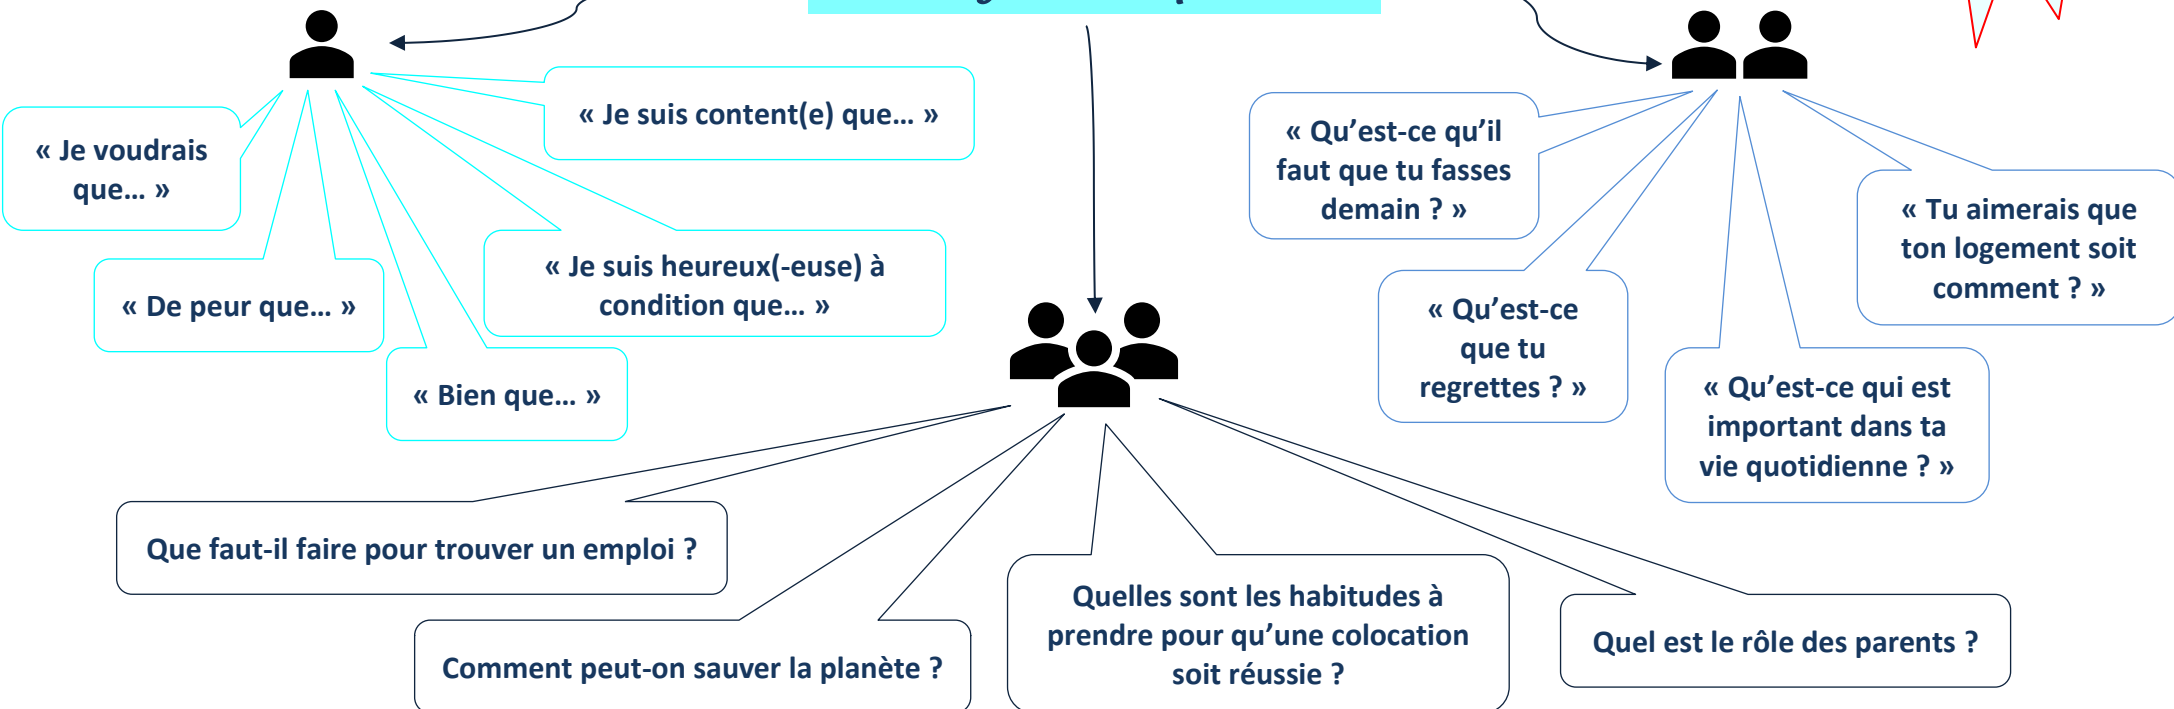 « Je suis content(e) que… »
« Je voudrais
que… »
« De peur que… »
« Je suis heureux(-euse) à
condition que… »
« Bien que… »
« Qu’est-ce qu’il
faut que tu fasses
demain ? »
« Qu’est-ce
que tu
regrettes ? »
« Qu’est-ce qui est
important dans ta
vie quotidienne ? »
« Tu aimerais que
ton logement soit
comment ? »
Que faut-il faire pour trouver un emploi ?
Comment peut-on sauver la planète ?
Quelles sont les habitudes à
prendre pour qu’une colocation
soit réussie ?
Quel est le rôle des parents ?